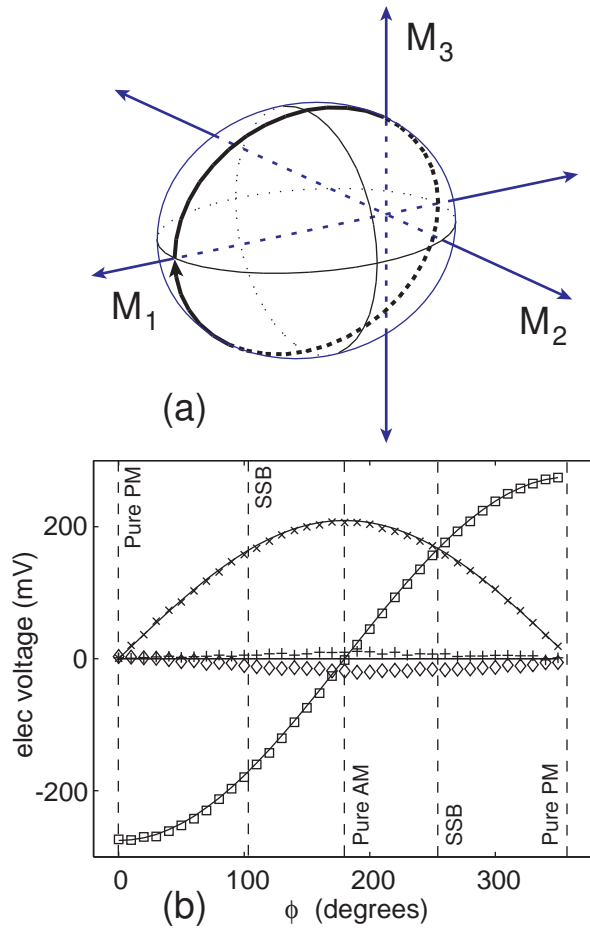 M3
M1
M2
(a)
Pure PM
SSB
Pure AM
SSB
Pure PM
elec voltage (mV)
200
0
-200
0
100
200
300
(b)
ϕ (degrees)